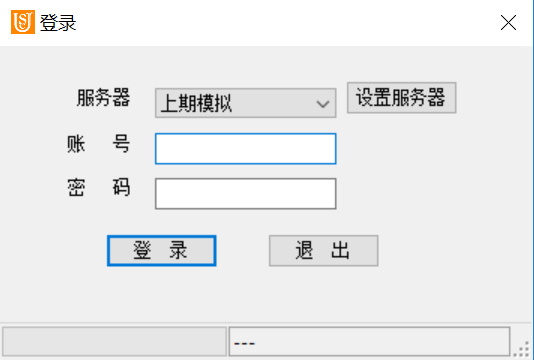 登录
服务器 上期模拟 设置服务器
账 号
密 码
登 录 退 出
---